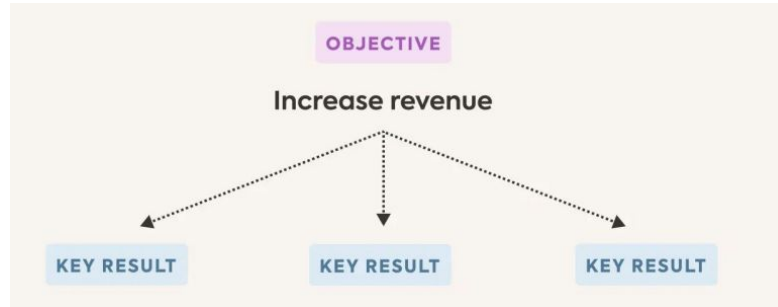 OBJECTIVE
Increase revenue
KEY RESULT KEY RESULT KEY RESULT